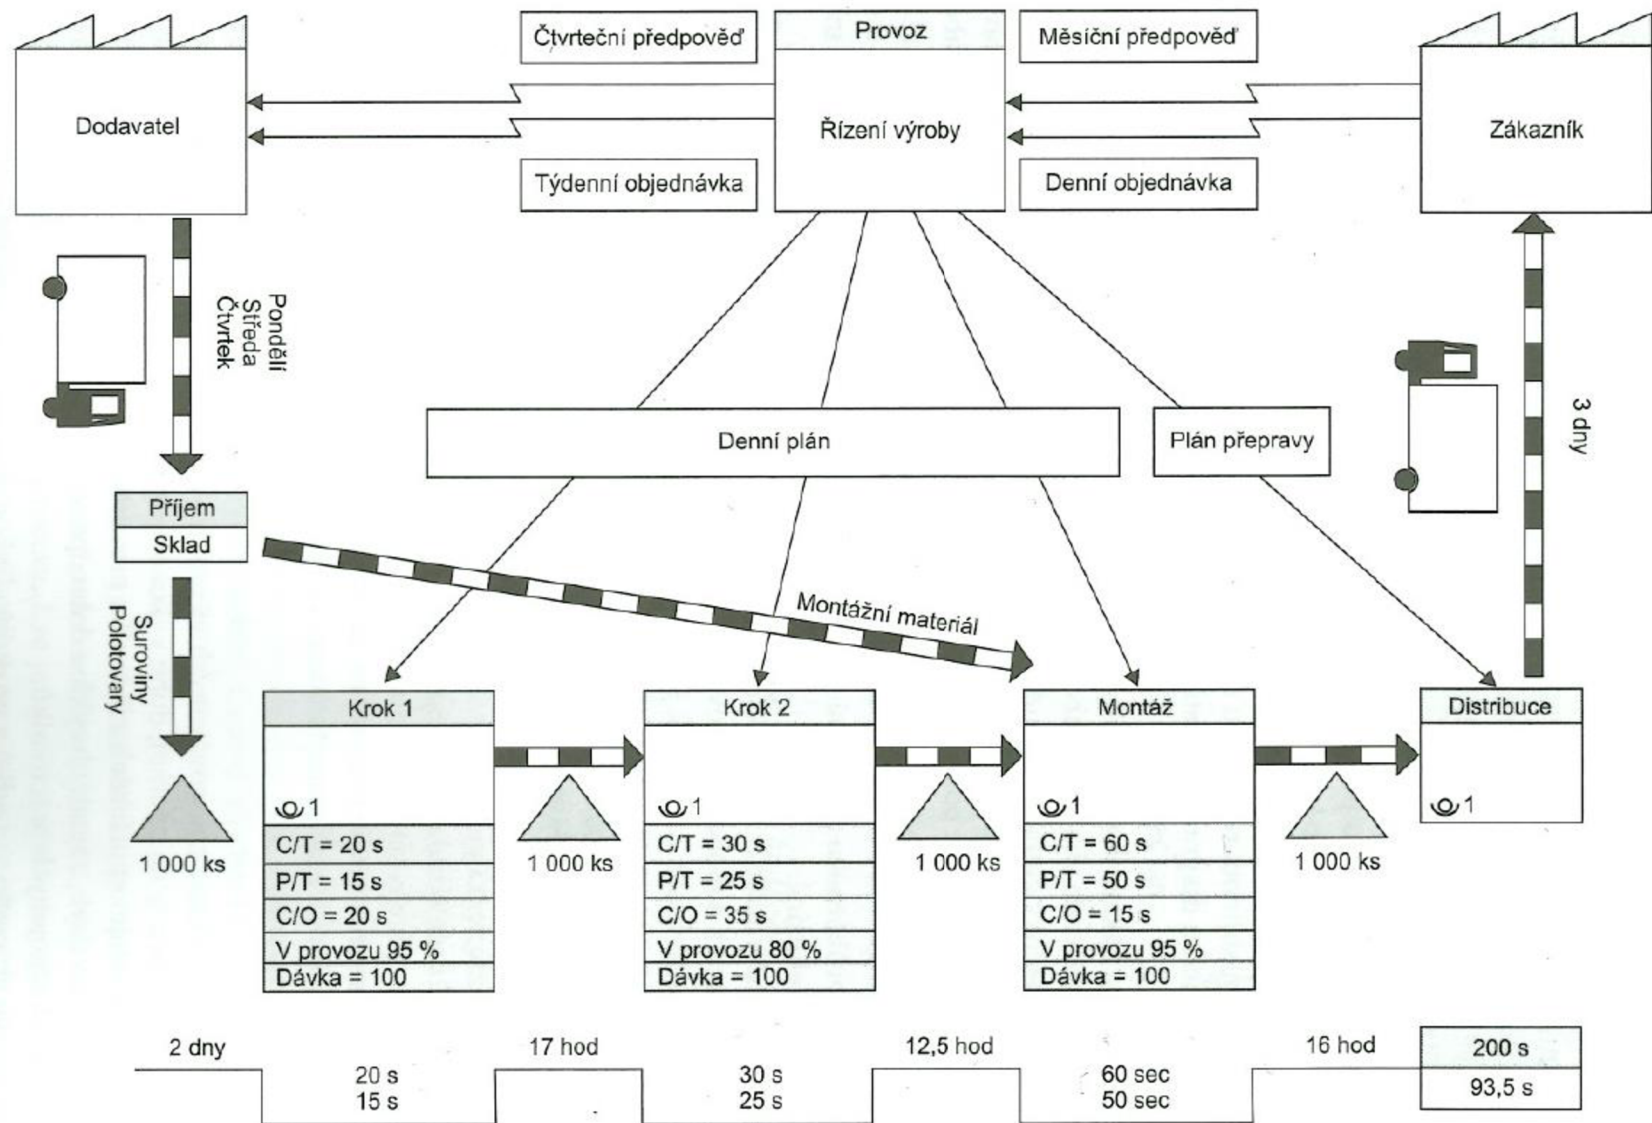 Čtvrteční předpověď
Provoz
Měsíční předpověď
Dodavatel
Řízení výroby
Zákazník
Týdenní objednávka
Denní objednávka
Pondělí
Středa
Čtvrtek
3 dny
Denní plán
Plán přepravy
Příjem
Sklad
Suroviny
Polotovary
Montážní materiál
Krok 1
Krok 2
Montáž
Distribuce
1
1
1
1
1 000 ks
1 000 ks
1 000 ks
1 000 ks
C/T = 20 s
P/T = 15 s
C/O = 20 s
V provozu 95 %
Dávka = 100
C/T = 30 s
P/T = 25 s
C/O = 35 s
V provozu 80 %
Dávka = 100
C/T = 60 s
P/T = 50 s
C/O = 15 s
V provozu 95 %
Dávka = 100
2 dny
17 hod
12,5 hod
16 hod
200 s
20 s
15 s
30 s
25 s
60 sec
50 sec
93,5 s